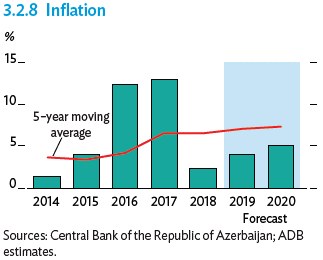 3.2.8 Inflation
%
15
10
5
0
5-year moving
average
2014 2015 2016 2017 2018 2019 2020
Forecast
Sources: Central Bank of the Republic of Azerbaijan; ADB
estimates.